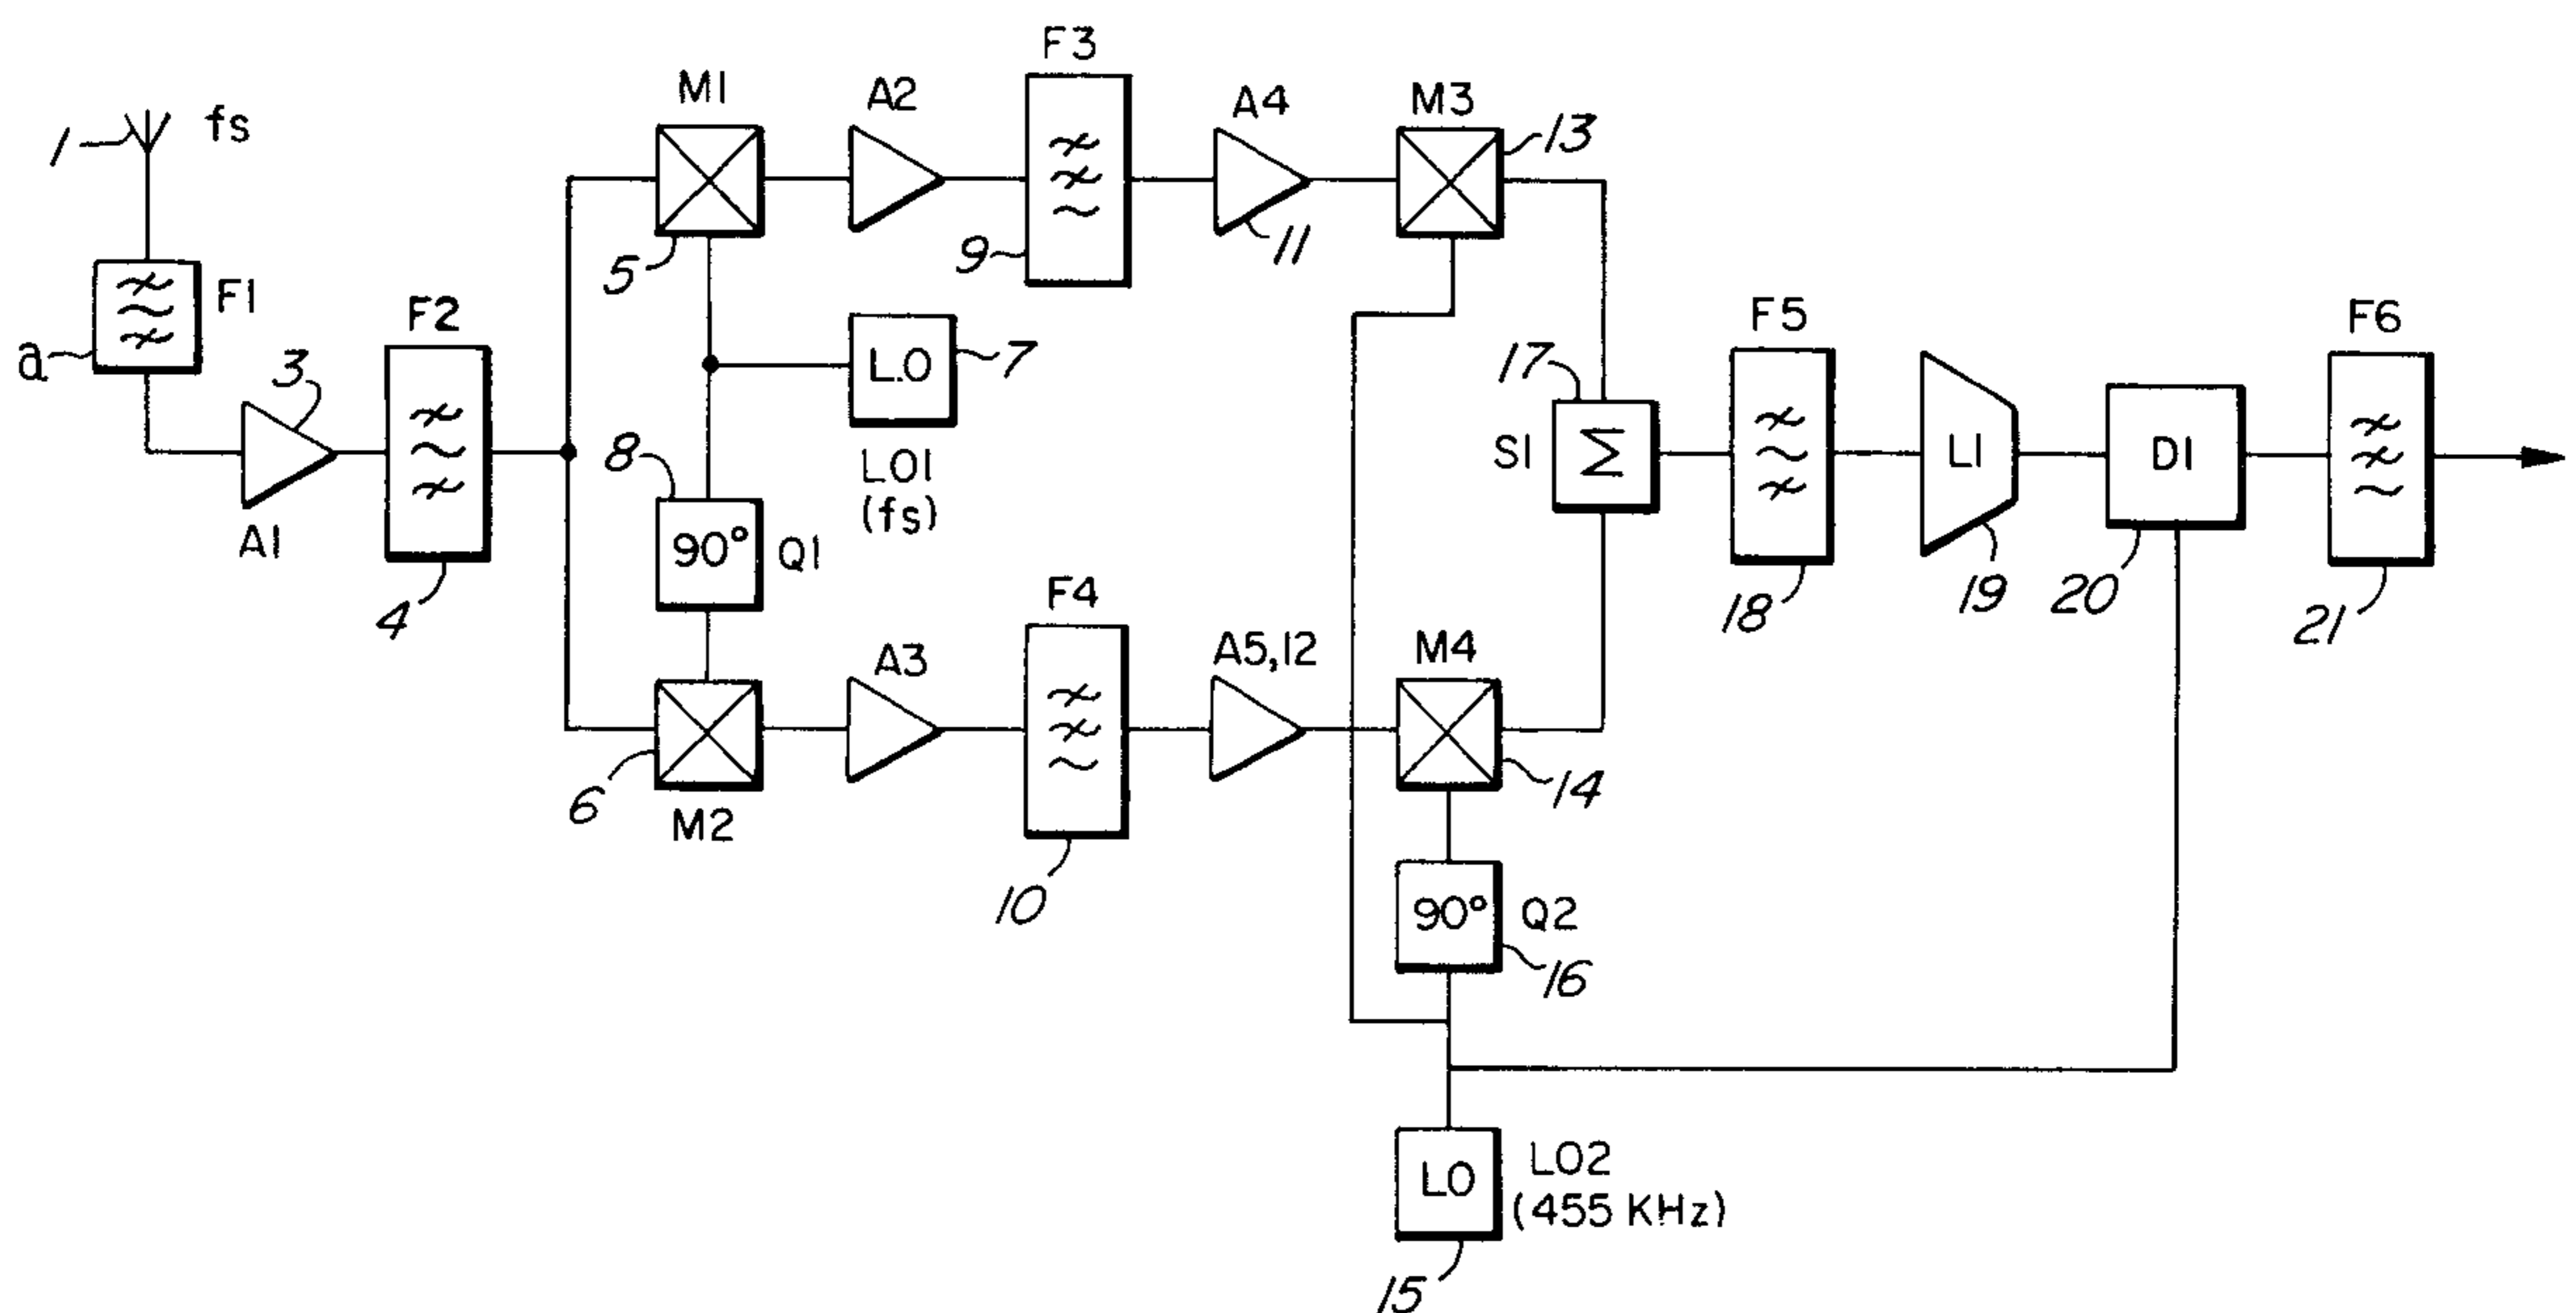 1
fs
F1
a
3
A1
F2
4
M1
5
A2
F3
9
A4
11
M3
13
L.O
7
LO1
(fs)
8
90°
Q1
6
M2
A3
F4
10
A5,12
M4
14
90°
Q2
16
LO
LO2
(455 KHz)
15
17
S1
Σ
F5
18
L1
19
D1
20
F6
21